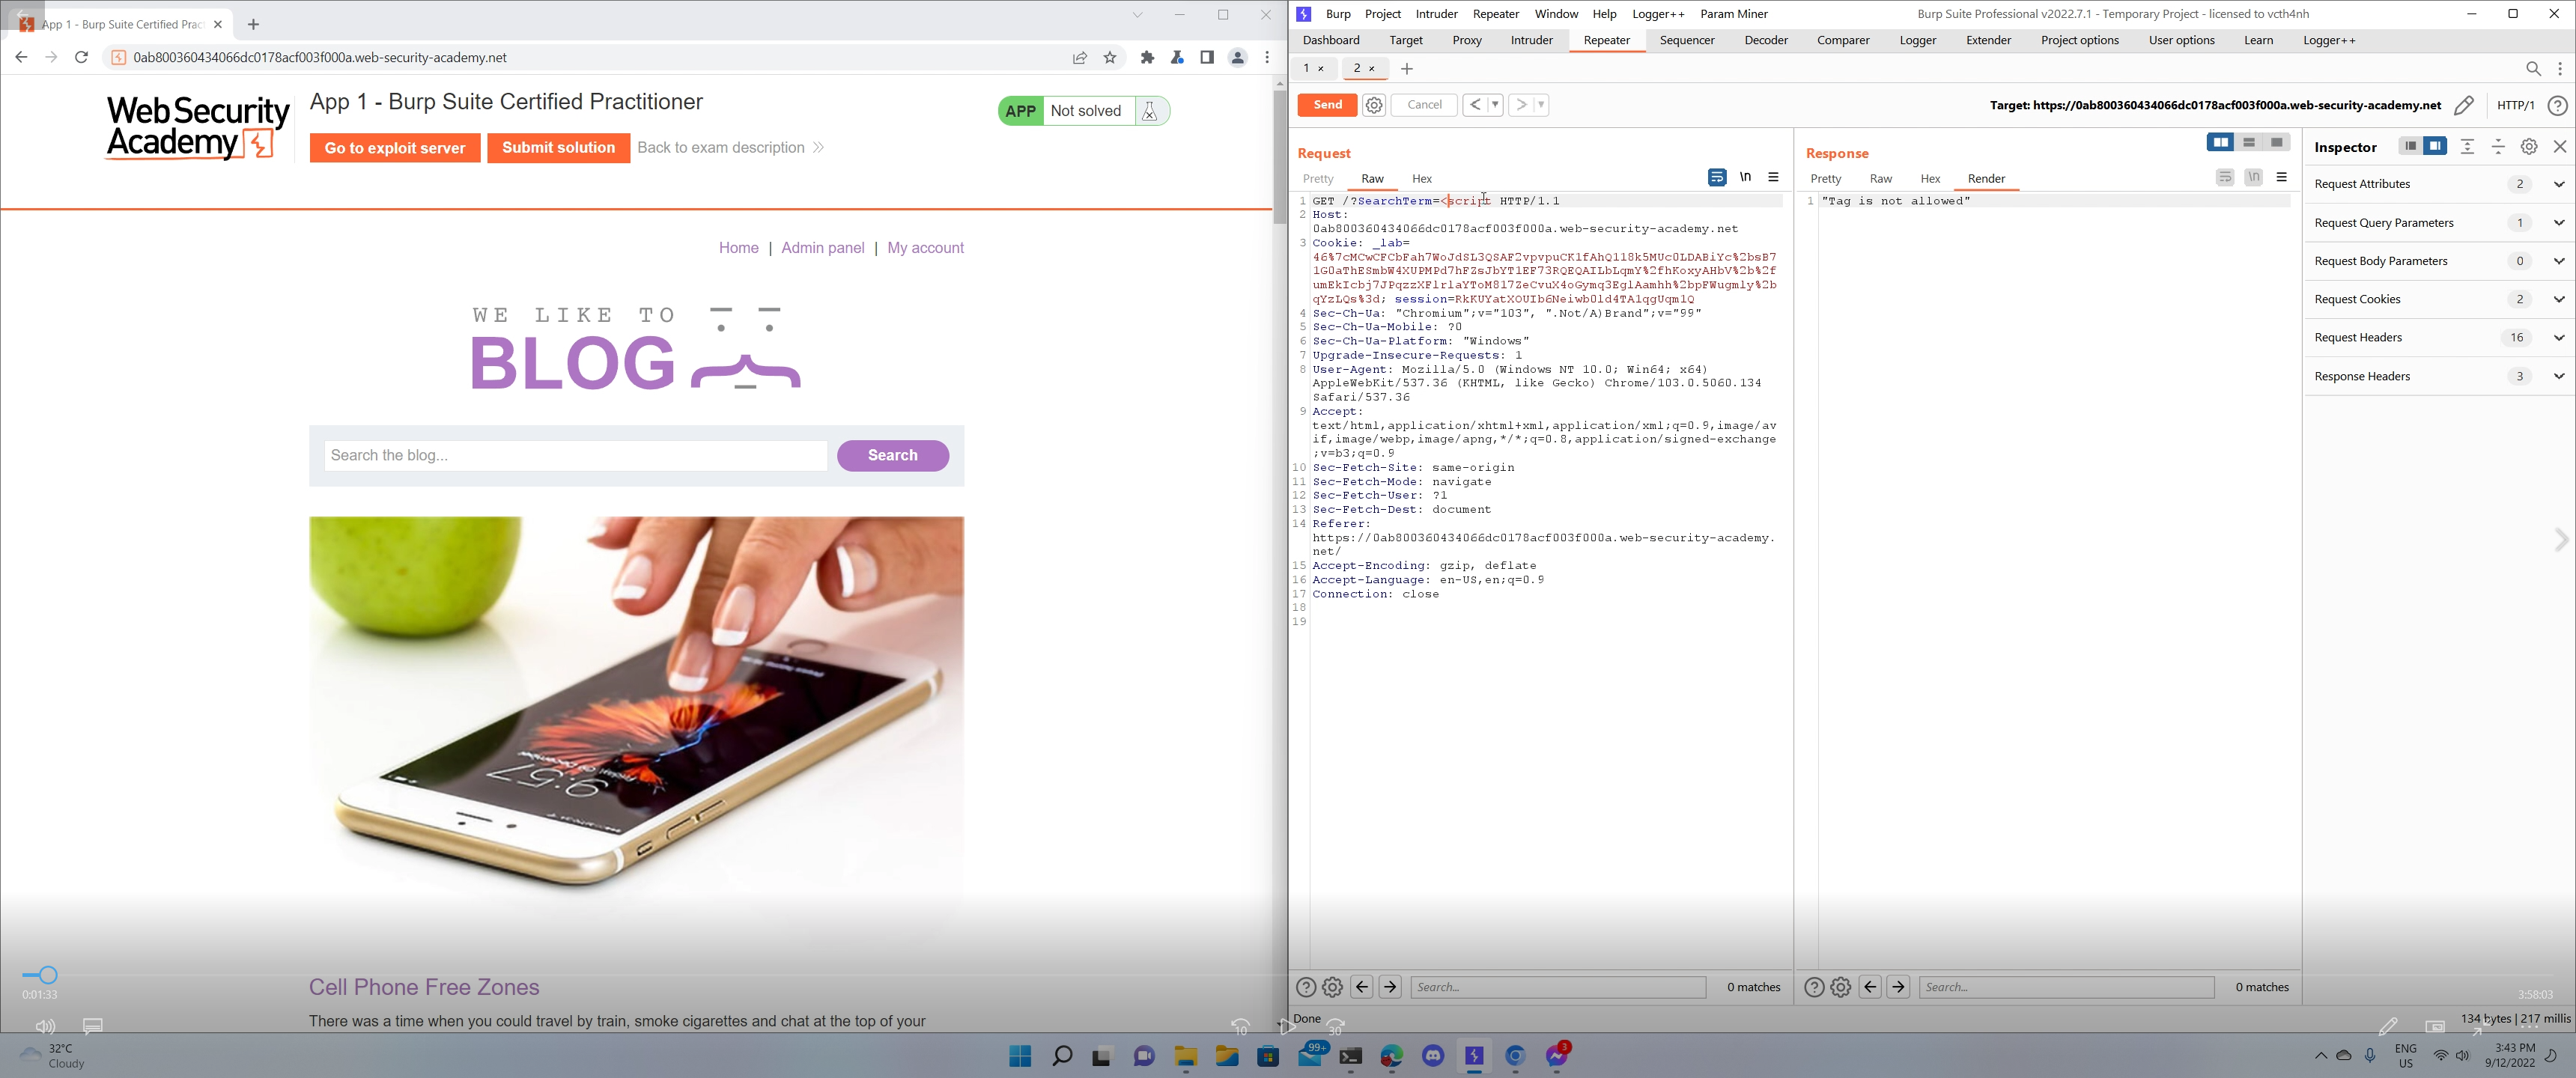 App 1 - Burp Suite Certified Prac
0ab800360434066dc0178acf003f000a.web-security-academy.net
Web Security
Academy
App 1 - Burp Suite Certified Practitioner
Go to exploit server
Submit solution
Back to exam description
APP
Not solved
Home | Admin panel | My account
WE LIKE TO
BLOG
Search the blog...
Search
Cell Phone Free Zones
There was a time when you could travel by train, smoke cigarettes and chat at the top of your
0:01:33
3:58:03
10
30
Burp Project Intruder Repeater Window Help Logger++ Param Miner
Burp Suite Professional v2022.7.1 - Temporary Project - licensed to vcth4nh
Dashboard Target Proxy Intruder Repeater Sequencer Decoder Comparer Logger Extender Project options User options Learn Logger++
1 × 2 × +
Send
Cancel
Target: https://0ab800360434066dc0178acf003f000a.web-security-academy.net
HTTP/1
Request
Pretty Raw Hex
\n
1 GET /?SearchTerm=<script HTTP/1.1
2 Host:
0ab800360434066dc0178acf003f000a.web-security-academy.net
3 Cookie: _lab=
4 Sec-Ch-Ua: "Chromium";v="103", ".Not/A)Brand";v="99"
5 Sec-Ch-Ua-Mobile: ?0
6 Sec-Ch-Ua-Platform: "Windows"
7 Upgrade-Insecure-Requests: 1
8 User-Agent: Mozilla/5.0 (Windows NT 10.0; Win64; x64)
AppleWebKit/537.36 (KHTML, like Gecko) Chrome/103.0.5060.134
Safari/537.36
9 Accept:
text/html,application/xhtml+xml,application/xml;q=0.9,image/av
if,image/webp,image/apng,*/*;q=0.8,application/signed-exchange
;v=b3;q=0.9
10 Sec-Fetch-Site: same-origin
11 Sec-Fetch-Mode: navigate
12 Sec-Fetch-User: ?1
13 Sec-Fetch-Dest: document
14 Referer:
https://0ab800360434066dc0178acf003f000a.web-security-academy.
net/
15 Accept-Encoding: gzip, deflate
16 Accept-Language: en-US,en;q=0.9
17 Connection: close
18
19
Search...
0 matches
Response
Pretty Raw Hex Render
\n
1 "Tag is not allowed"
Search...
0 matches
Inspector
Request Attributes 2
Request Query Parameters 1
Request Body Parameters 0
Request Cookies 2
Request Headers 16
Response Headers 3
Done
134 bytes | 217 millis
32°C
Cloudy
99+
3
ENG
US
3:43 PM
9/12/2022